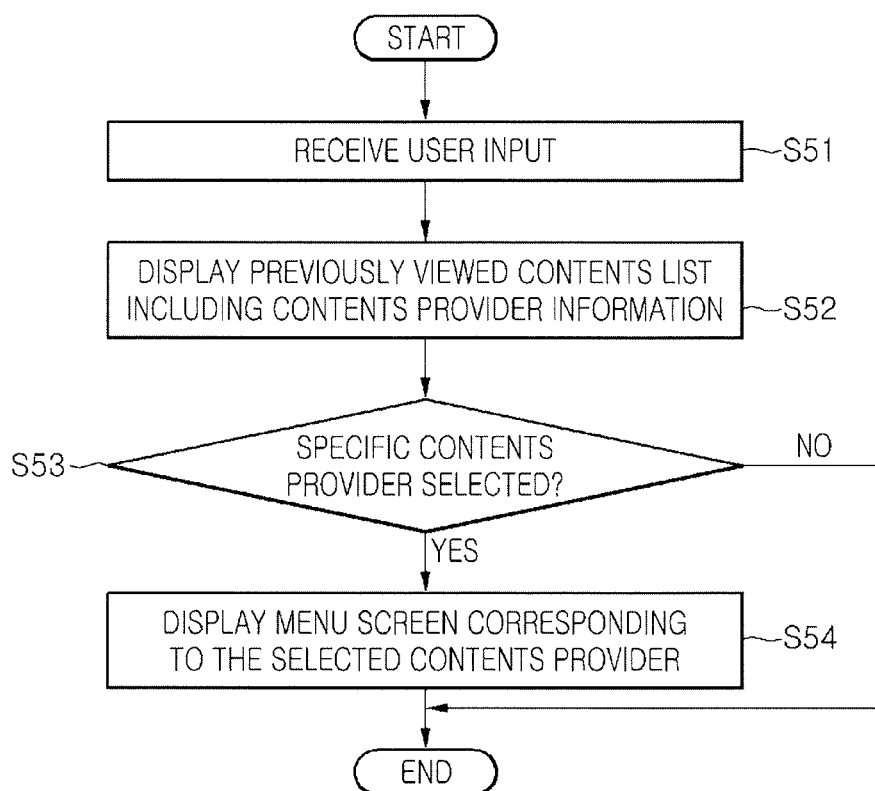 START
RECEIVE USER INPUT
S51
DISPLAY PREVIOUSLY VIEWED CONTENTS LIST
INCLUDING CONTENTS PROVIDER INFORMATION
S52
SPECIFIC CONTENTS
PROVIDER SELECTED?
S53
NO
YES
DISPLAY MENU SCREEN CORRESPONDING
TO THE SELECTED CONTENTS PROVIDER
S54
END